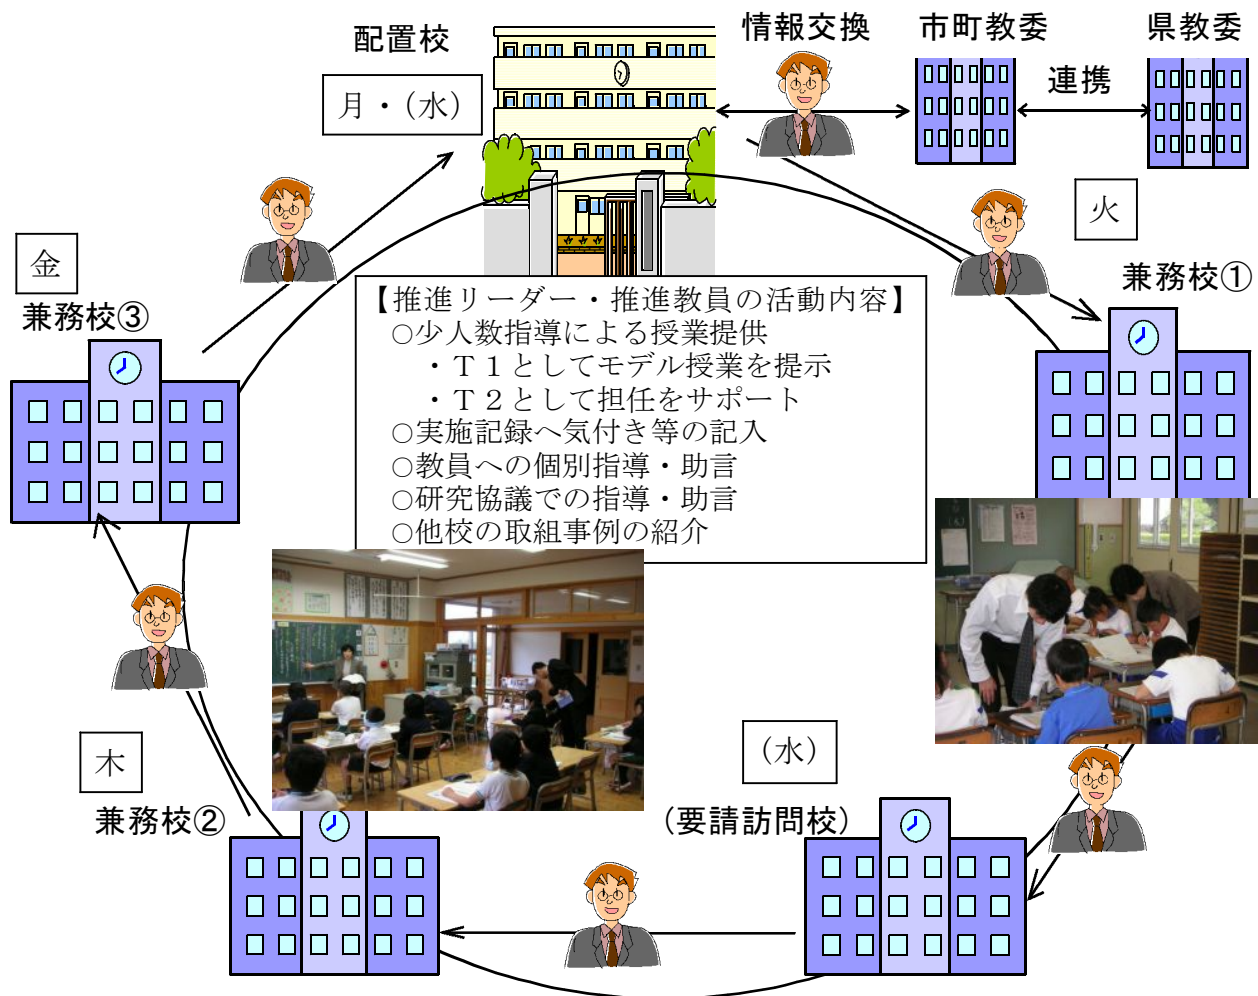 配置校
月・(水)
情報交換
市町教委
連携
県教委
火
兼務校①
金
兼務校③
【推進リーダー・推進教員の活動内容】
○少人数指導による授業提供
・T1としてモデル授業を提示
・T2として担任をサポート
○実施記録へ気付き等の記入
○教員への個別指導・助言
○研究協議での指導・助言
○他校の取組事例の紹介
木
兼務校②
(水)
(要請訪問校)